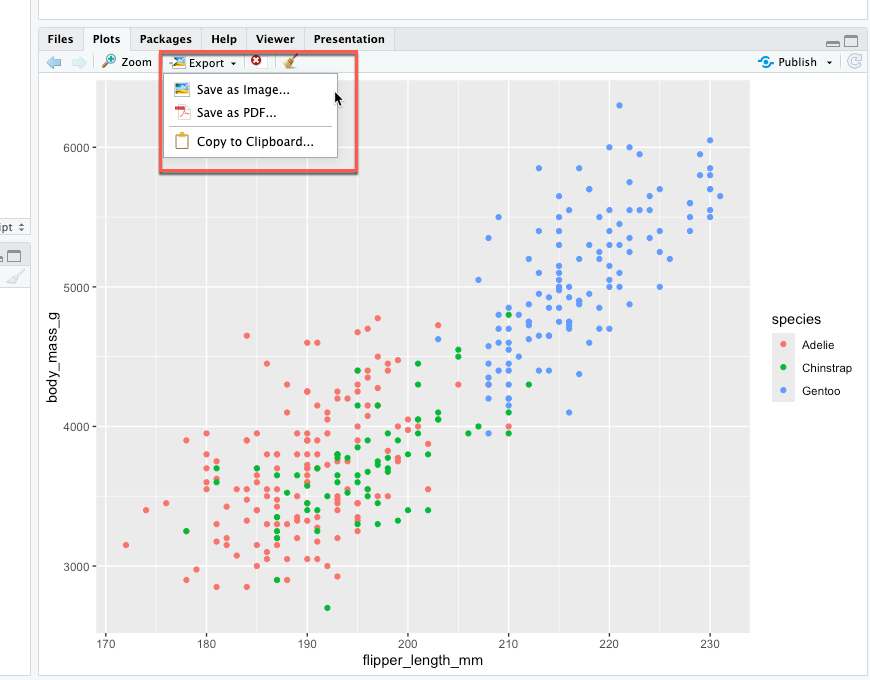 Files Plots Packages Help Viewer Presentation
Zoom Export Publish
Save as Image...
Save as PDF...
Copy to Clipboard...
ipt
6000
5000
4000
3000
body_mass_g
170 180 190 200 210 220 230
flipper_length_mm
species
Adelie
Chinstrap
Gentoo